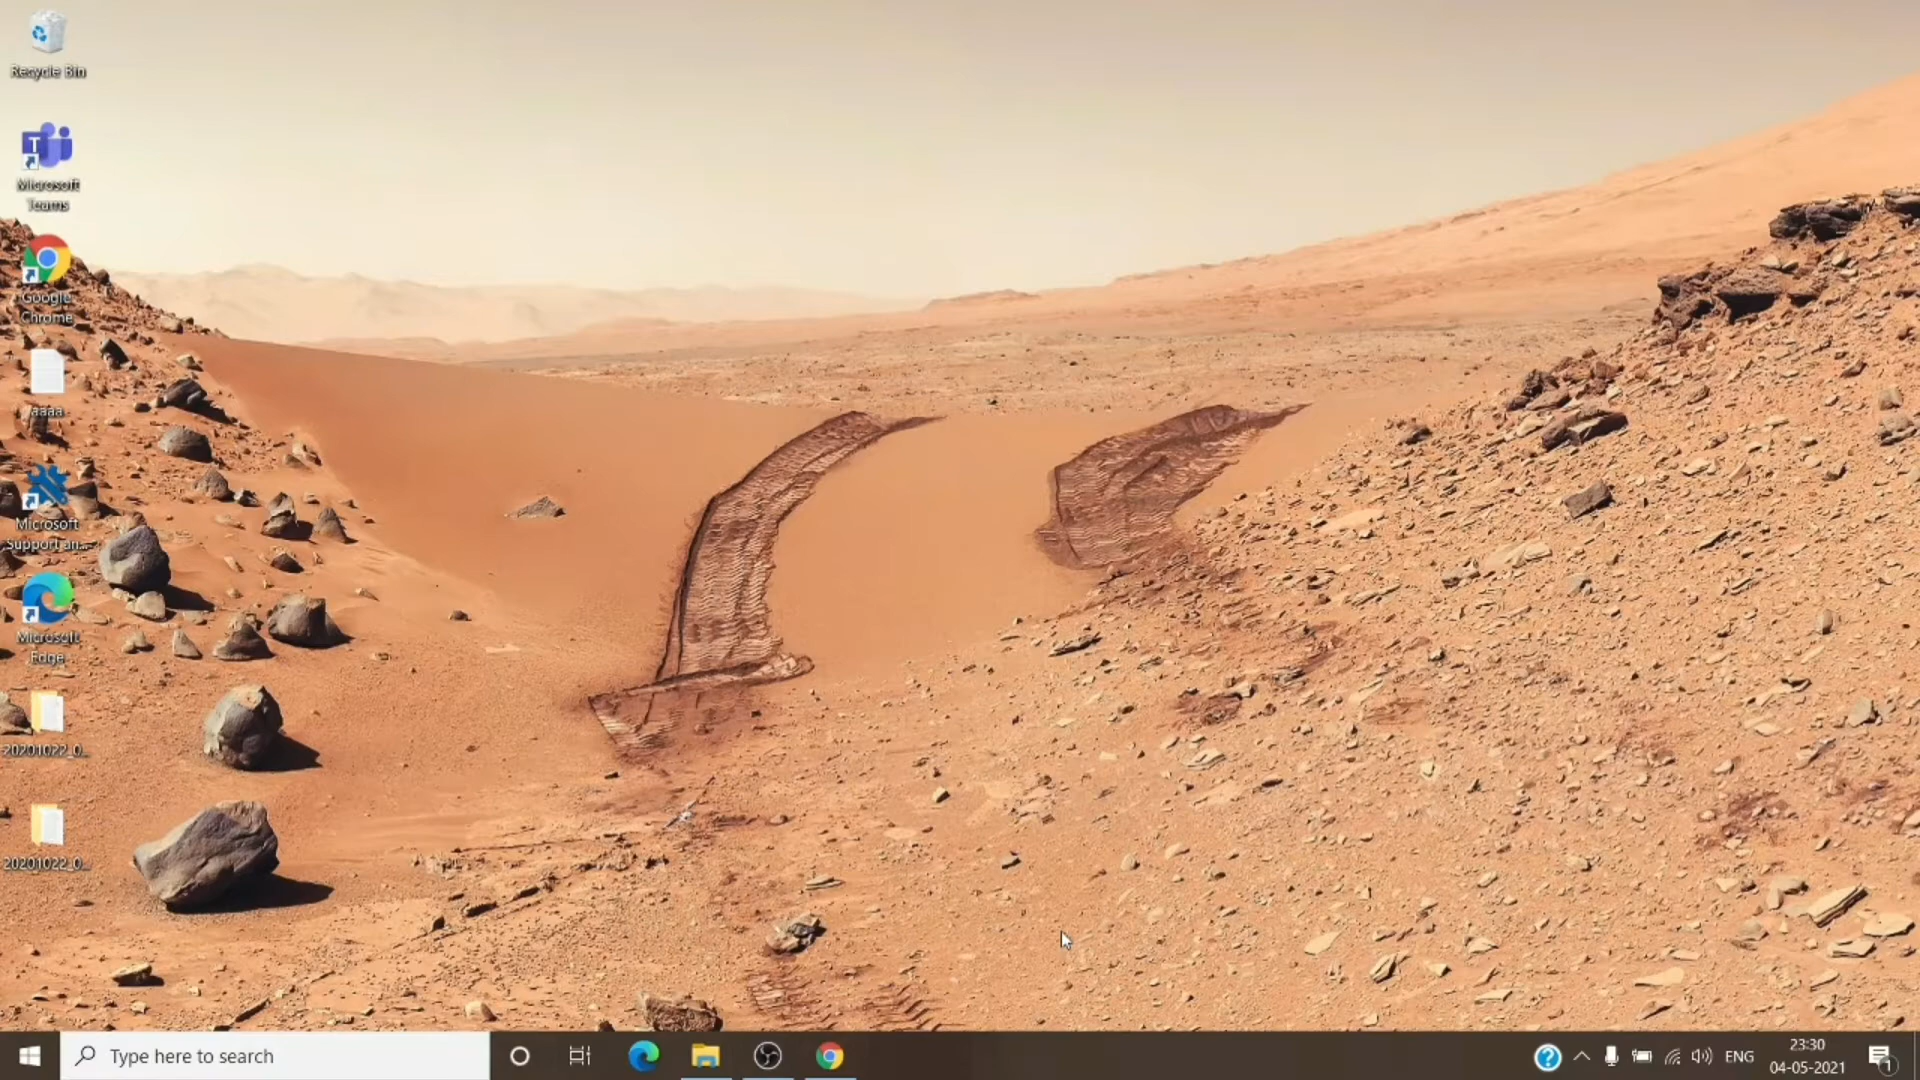 Recycle Bin
Microsoft
Teams
Google
Chrome
aaaa
Microsoft
Support an...
Microsoft
Edge
20201022_0...
20201022_0...
Type here to search
ENG
23:30
04-05-2021
1